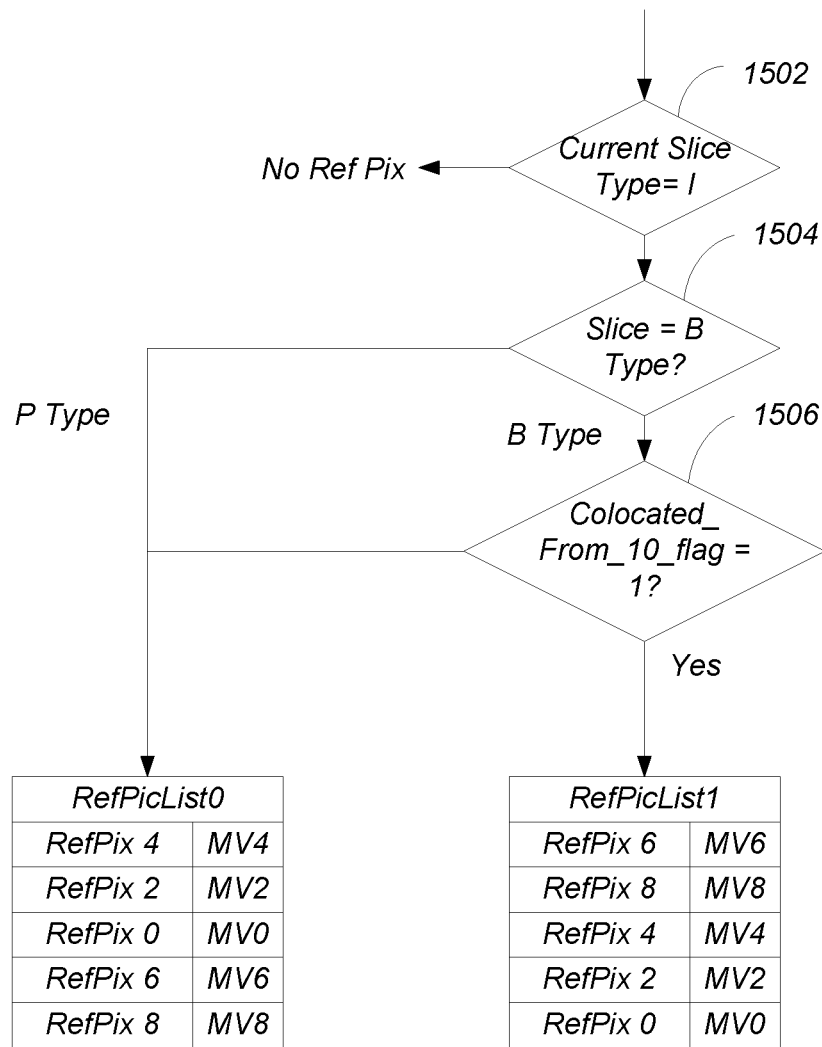 1502
Current Slice
Type= I
No Ref Pix
1504
Slice = B
Type?
P Type
B Type
1506
Colocated_
From_10_flag =
1?
Yes
RefPicList0
RefPix 4 MV4
RefPix 2 MV2
RefPix 0 MV0
RefPix 6 MV6
RefPix 8 MV8
RefPicList1
RefPix 6 MV6
RefPix 8 MV8
RefPix 4 MV4
RefPix 2 MV2
RefPix 0 MV0